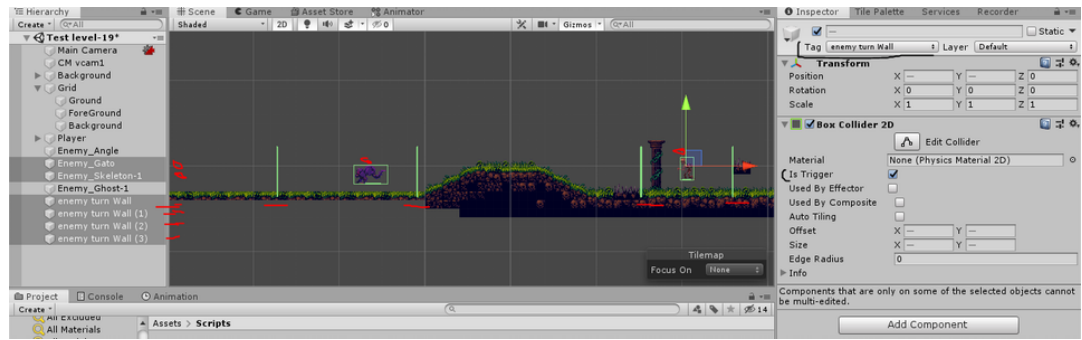 Hierarchy
Create
All
Test level-19*
Main Camera
CM vcam1
Background
Grid
Ground
ForeGround
Background
Player
Enemy_Angle
Enemy_Gato
Enemy_Skeleton-1
Enemy_Ghost-1
enemy turn Wall
enemy turn Wall (1)
enemy turn Wall (2)
enemy turn Wall (3)
Scene
Game
Asset Store
Animator
Shaded
2D
0
Gizmos
All
Tilemap
Focus On
None
Inspector
Tile Palette
Services
Recorder
—
Static
Tag
enemy turn Wall
Layer
Default
Transform
Position
X —
Y —
Z 0
Rotation
X 0
Y 0
Z 0
Scale
X 1
Y 1
Z 1
Box Collider 2D
Edit Collider
Material
None (Physics Material 2D)
Is Trigger
Used By Effector
Used By Composite
Auto Tiling
Offset
X —
Y —
Size
X —
Y —
Edge Radius
0
Info
Components that are only on some of the selected objects cannot
be multi-edited.
Add Component
Project
Console
Animation
Create
14
All Excluded
All Materials
Assets > Scripts